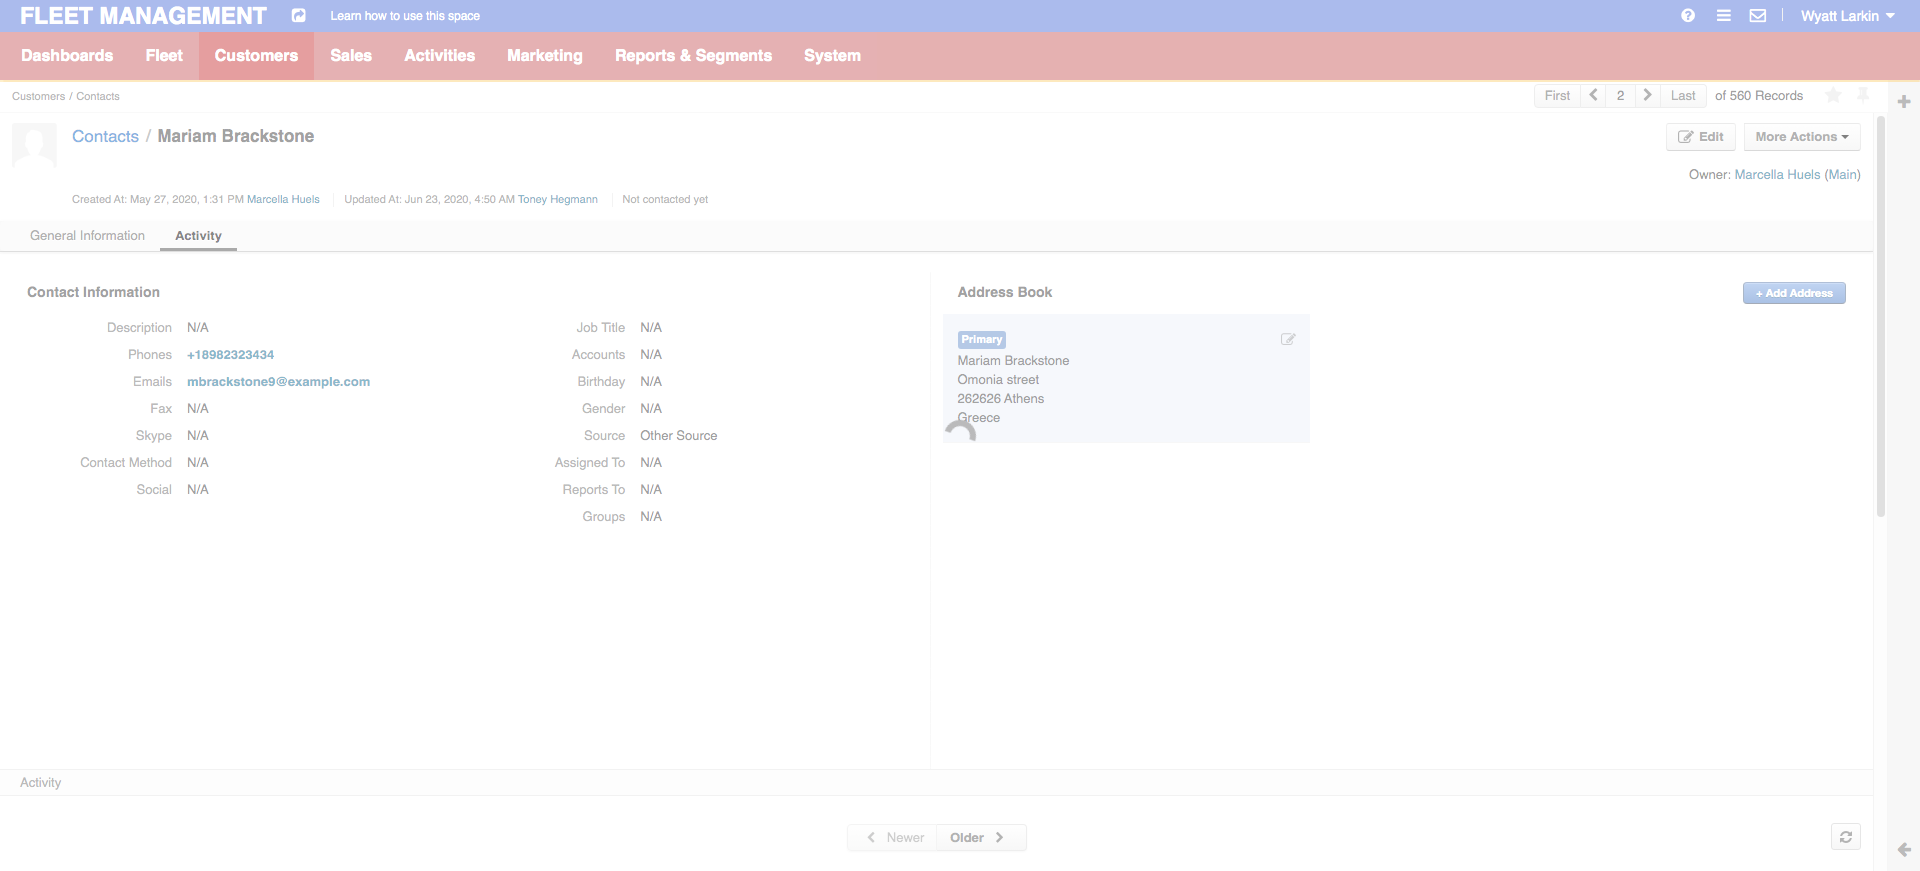 FLEET MANAGEMENT Learn how to use this space Wyatt Larkin
Dashboards Fleet Customers Sales Activities Marketing Reports & Segments System
Customers / Contacts First 2 Last of 560 Records
Contacts / Mariam Brackstone Edit More Actions
Owner: Marcella Huels (Main)
Created At: May 27, 2020, 1:31 PM Marcella Huels Updated At: Jun 23, 2020, 4:50 AM Toney Hegmann Not contacted yet
General Information Activity
Contact Information
Description N/A
Phones +18982323434
Emails mbrackstone9@example.com
Fax N/A
Skype N/A
Contact Method N/A
Social N/A
Job Title N/A
Accounts N/A
Birthday N/A
Gender N/A
Source Other Source
Assigned To N/A
Reports To N/A
Groups N/A
Address Book + Add Address
Primary
Mariam Brackstone
Omonia street
262626 Athens
Greece
Activity
Newer Older